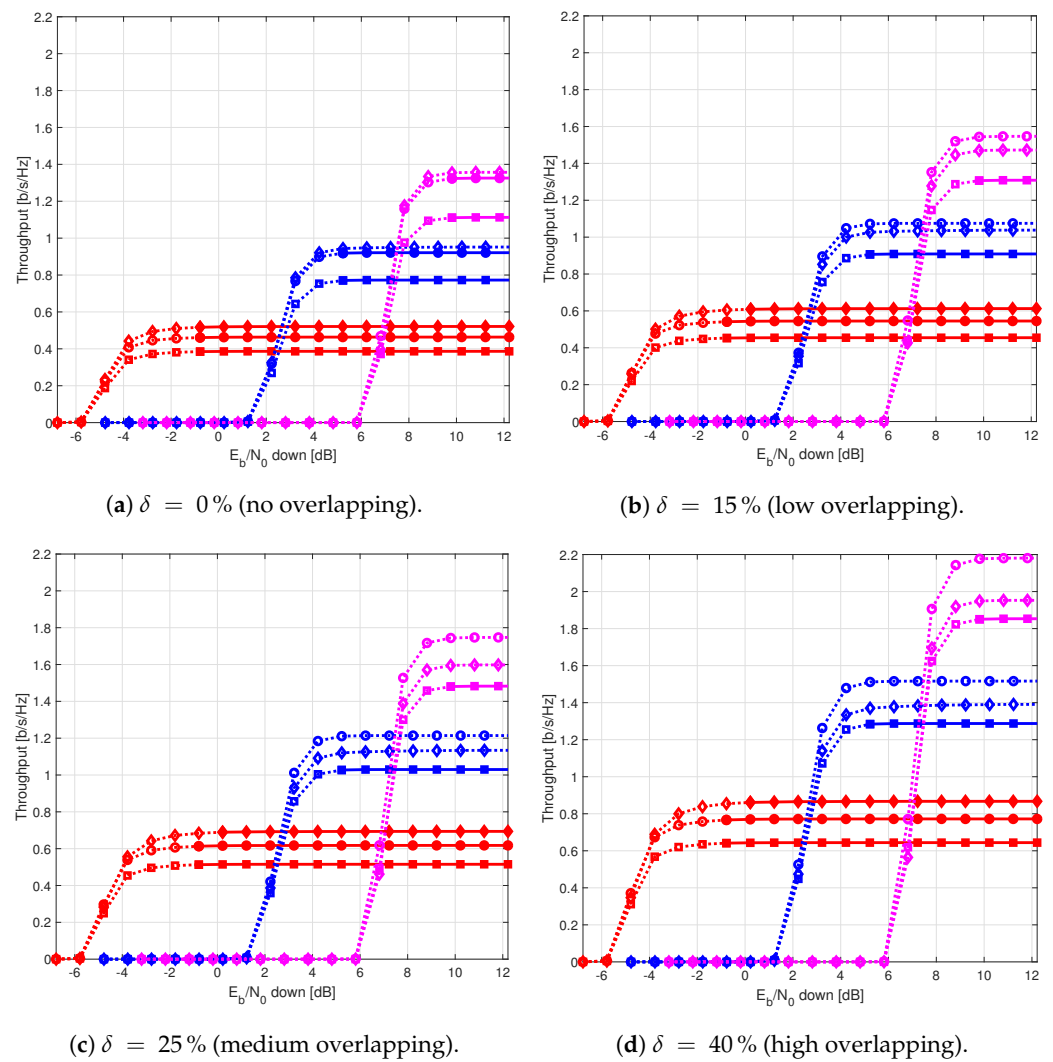 2.2 2 1.8 1.6 1.4 1.2 1 0.8 0.6 0.4 0.2 0
Throughput [b/s/Hz]
-6 -4 -2 0 2 4 6 8 10 12
E_b/N_0 down [dB]
(a) δ = 0 % (no overlapping).
2.2 2 1.8 1.6 1.4 1.2 1 0.8 0.6 0.4 0.2 0
Throughput [b/s/Hz]
-6 -4 -2 0 2 4 6 8 10 12
E_b/N_0 down [dB]
(b) δ = 15 % (low overlapping).
2.2 2 1.8 1.6 1.4 1.2 1 0.8 0.6 0.4 0.2 0
Throughput [b/s/Hz]
-6 -4 -2 0 2 4 6 8 10 12
E_b/N_0 down [dB]
(c) δ = 25 % (medium overlapping).
2.2 2 1.8 1.6 1.4 1.2 1 0.8 0.6 0.4 0.2 0
Throughput [b/s/Hz]
-6 -4 -2 0 2 4 6 8 10 12
E_b/N_0 down [dB]
(d) δ = 40 % (high overlapping).